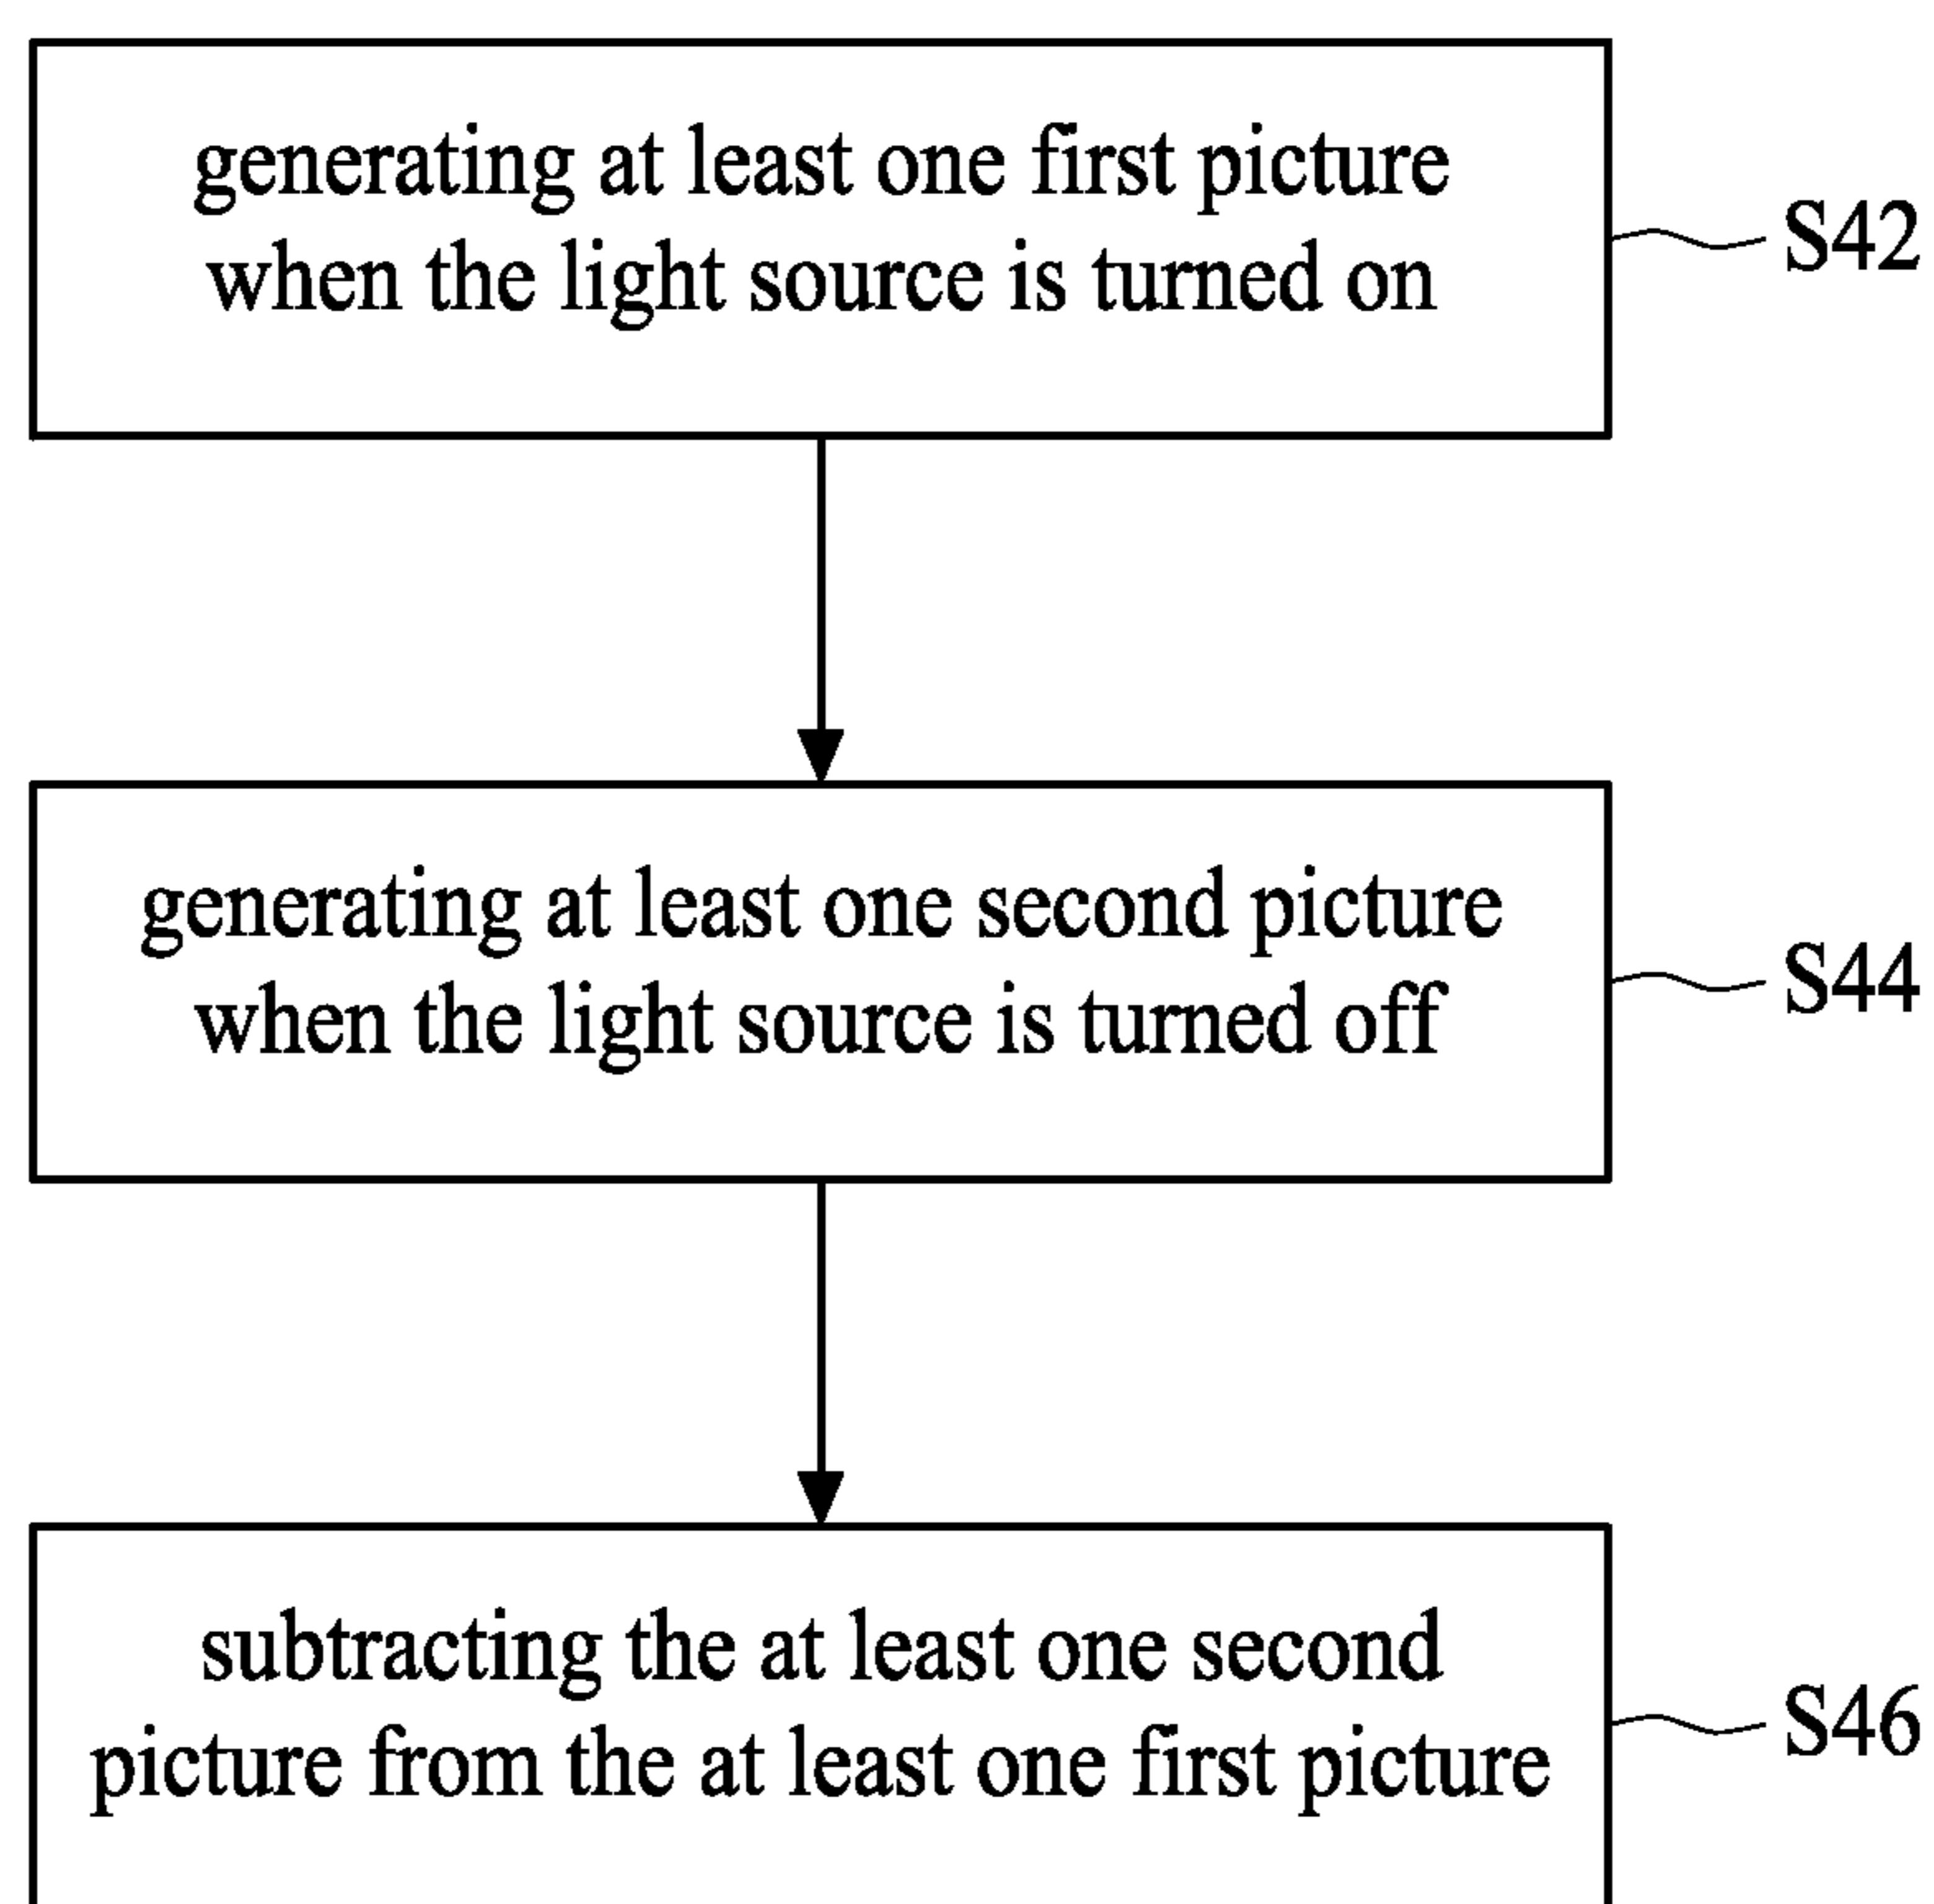 generating at least one first picture
when the light source is turned on
S42
generating at least one second picture
when the light source is turned off
S44
subtracting the at least one second
picture from the at least one first picture
S46